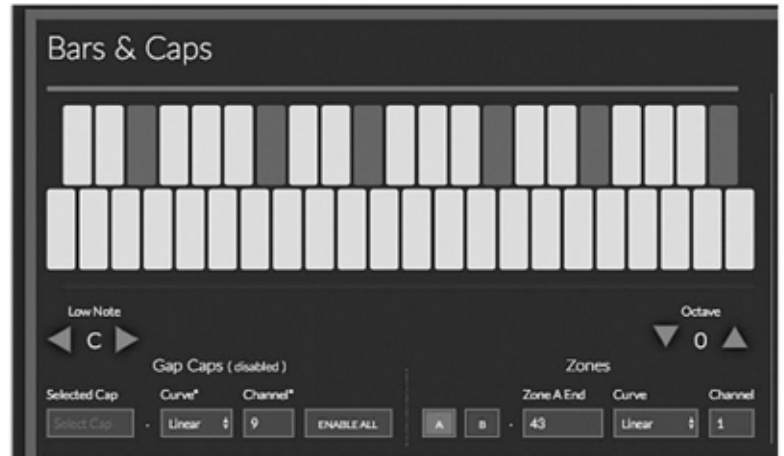 Bars & Caps
Low Note
C
Octave
0
Gap Caps ( disabled )
Zones
Selected Cap Curve* Channel*
Zone A End Curve Channel
Select Cap - Linear 9 ENABLE ALL
A B - 43 Linear 1